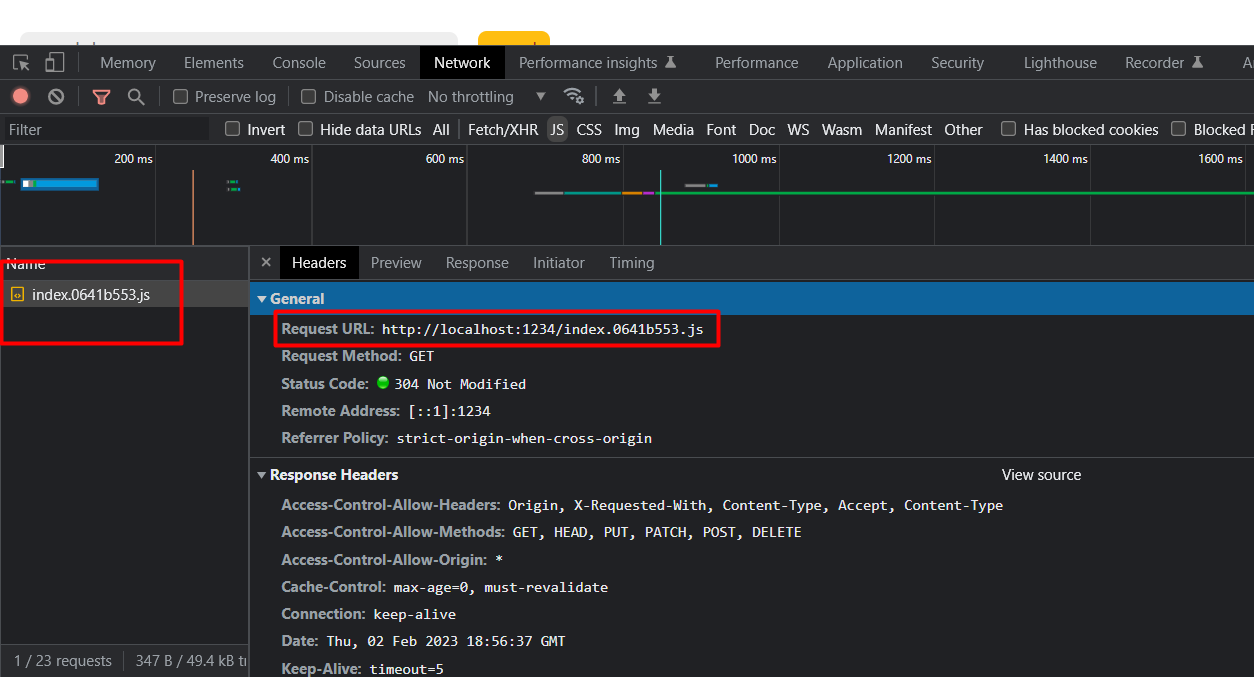 Memory Elements Console Sources Network Performance insights Performance Application Security Lighthouse Recorder
Preserve log Disable cache No throttling
Filter Invert Hide data URLs All Fetch/XHR JS CSS Img Media Font Doc WS Wasm Manifest Other Has blocked cookies Blocked
200 ms 400 ms 600 ms 800 ms 1000 ms 1200 ms 1400 ms 1600 ms
Name
Headers Preview Response Initiator Timing
index.0641b553.js
General
Request URL: http://localhost:1234/index.0641b553.js
Request Method: GET
Status Code: 304 Not Modified
Remote Address: [::1]:1234
Referrer Policy: strict-origin-when-cross-origin
Response Headers View source
Access-Control-Allow-Headers: Origin, X-Requested-With, Content-Type, Accept, Content-Type
Access-Control-Allow-Methods: GET, HEAD, PUT, PATCH, POST, DELETE
Access-Control-Allow-Origin: *
Cache-Control: max-age=0, must-revalidate
Connection: keep-alive
Date: Thu, 02 Feb 2023 18:56:37 GMT
Keep-Alive: timeout=5
1 / 23 requests 347 B / 49.4 kB